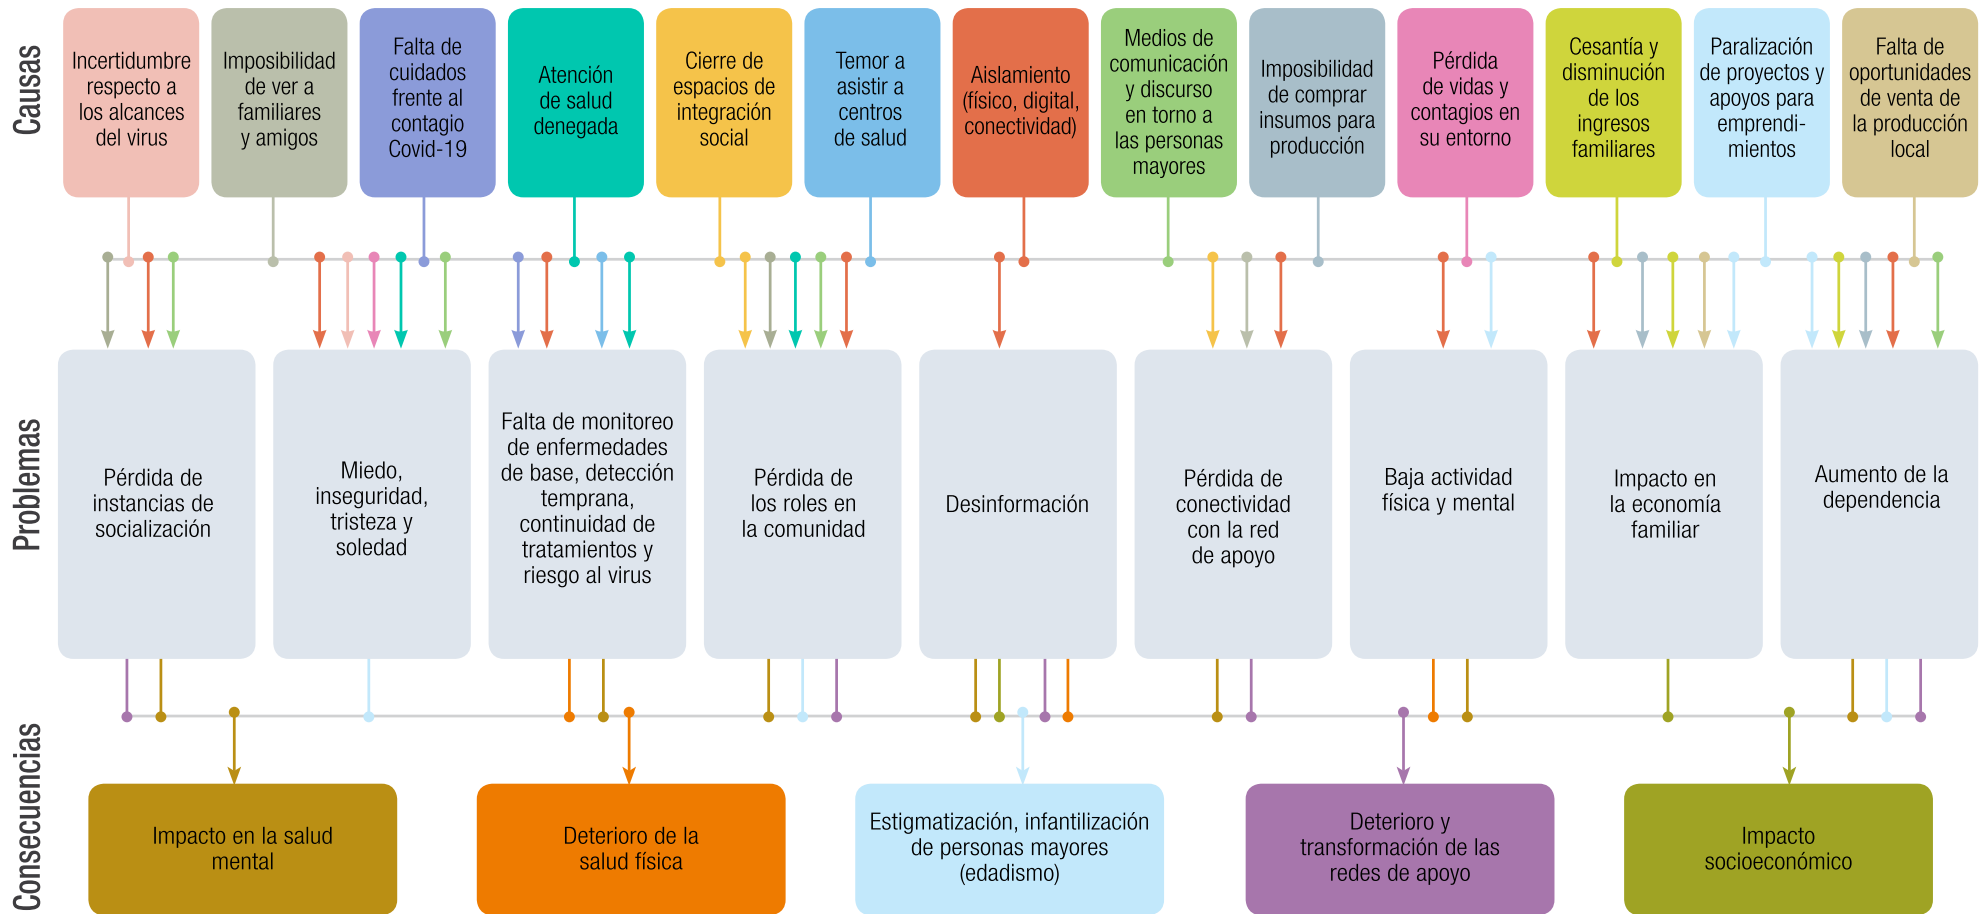 Causas
Incertidumbre
respecto a
los alcances
del virus
Imposibilidad
de ver a
familiares
y amigos
Falta de
cuidados
frente al
contagio
Covid-19
Atención
de salud
denegada
Cierre de
espacios de
integración
social
Temor a
asistir a
centros
de salud
Aislamiento
(físico, digital,
conectividad)
Medios de
comunicación
y discurso
en torno a
las personas
mayores
Imposibilidad
de comprar
insumos para
producción
Pérdida
de vidas y
contagios en
su entorno
Cesantía y
disminución
de los
ingresos
familiares
Paralización
de proyectos y
apoyos para
emprendi-
mientos
Falta de
oportunidades
de venta de
la producción
local
Problemas
Pérdida de
instancias de
socialización
Miedo,
inseguridad,
tristeza y
soledad
Falta de monitoreo
de enfermedades
de base, detección
temprana,
continuidad de
tratamientos y
riesgo al virus
Pérdida de
los roles en
la comunidad
Desinformación
Pérdida de
conectividad
con la red
de apoyo
Baja actividad
física y mental
Impacto en
la economía
familiar
Aumento de la
dependencia
Consecuencias
Impacto en la salud
mental
Deterioro de la
salud física
Estigmatización, infantilización
de personas mayores
(edadismo)
Deterioro y
transformación de las
redes de apoyo
Impacto
socioeconómico